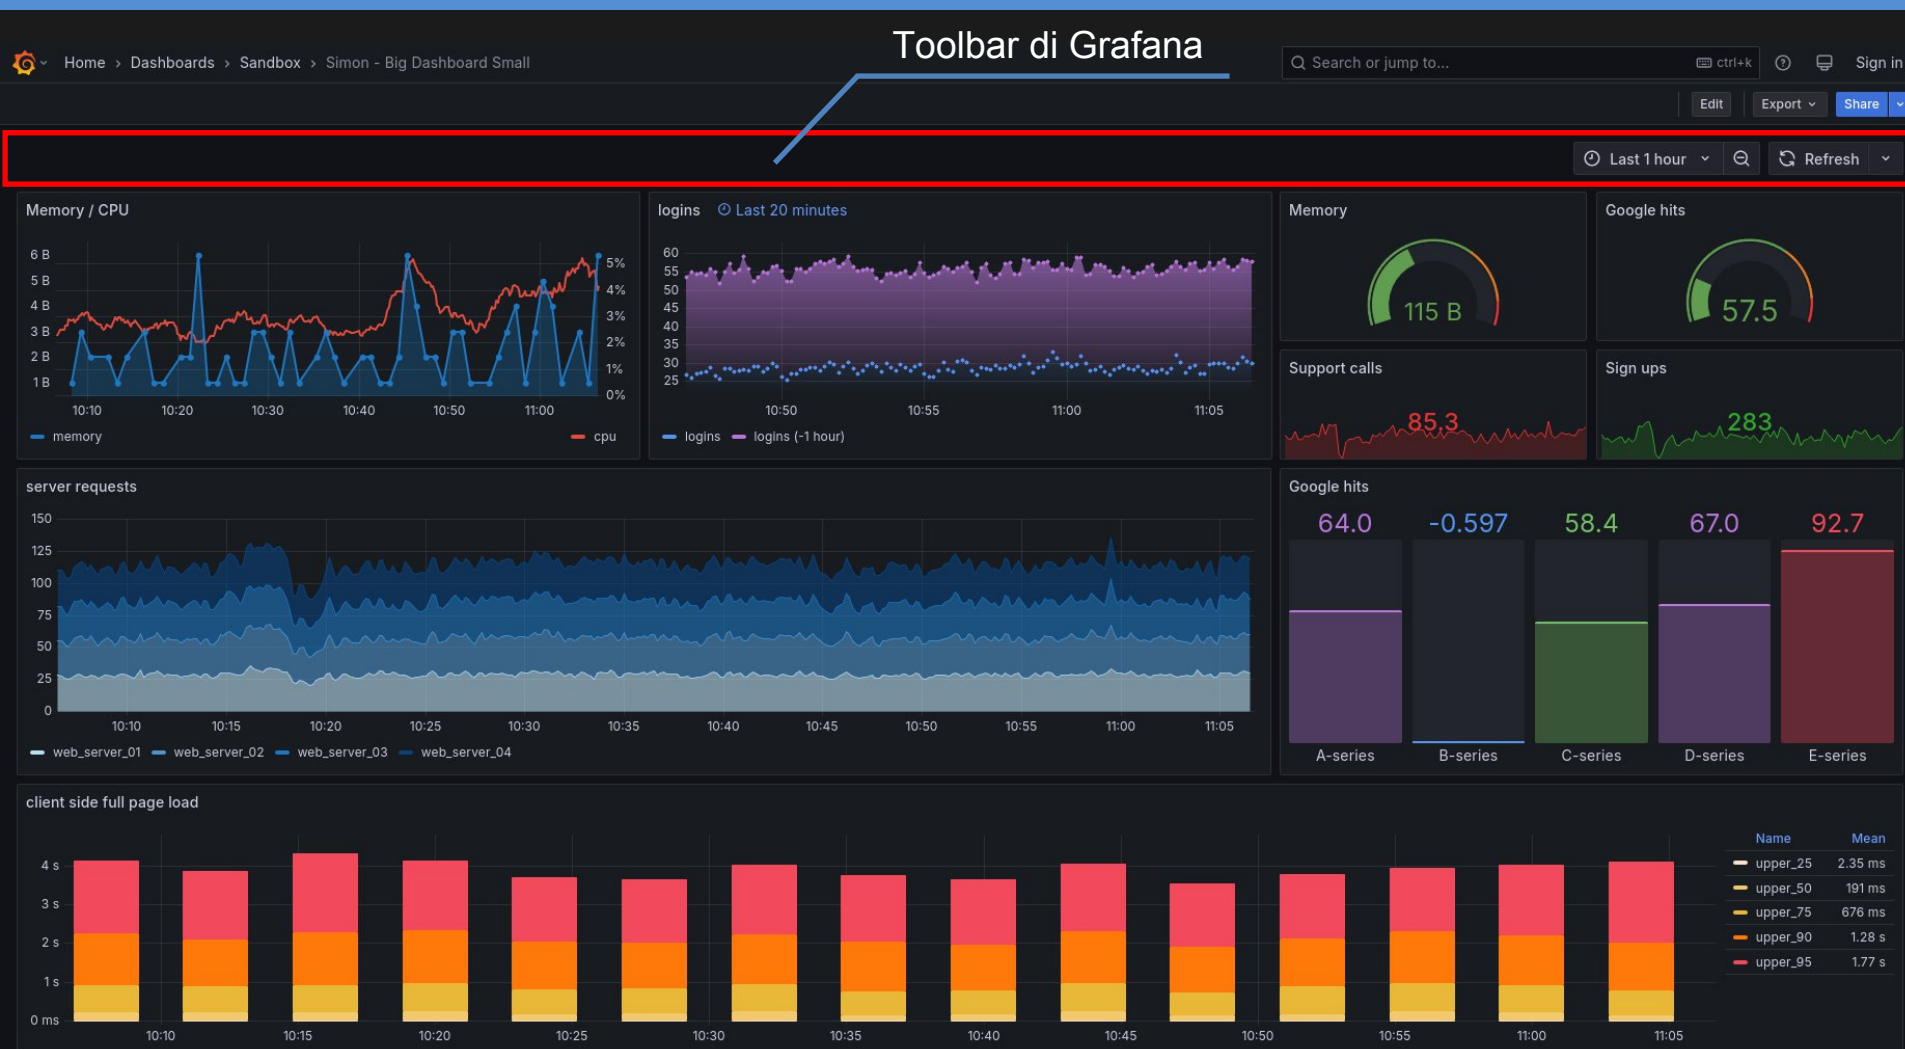 Toolbar di Grafana
Home › Dashboards › Sandbox › Simon - Big Dashboard Small
Search or jump to... ctrl+k Sign in
Edit Export Share
Last 1 hour Refresh
Memory / CPU
6 B
5 B
4 B
3 B
2 B
1 B
5%
4%
3%
2%
1%
0%
10:10 10:20 10:30 10:40 10:50 11:00
memory cpu
logins Last 20 minutes
60
55
50
45
40
35
30
25
10:50 10:55 11:00 11:05
logins logins (-1 hour)
Memory
115 B
Google hits
57.5
Support calls
85.3
Sign ups
283
server requests
150
125
100
75
50
25
0
10:10 10:15 10:20 10:25 10:30 10:35 10:40 10:45 10:50 10:55 11:00 11:05
web_server_01 web_server_02 web_server_03 web_server_04
Google hits
64.0 -0.597 58.4 67.0 92.7
A-series B-series C-series D-series E-series
client side full page load
4 s
3 s
2 s
1 s
0 ms
10:10 10:15 10:20 10:25 10:30 10:35 10:40 10:45 10:50 10:55 11:00 11:05
Name Mean
upper_25 2.35 ms
upper_50 191 ms
upper_75 676 ms
upper_90 1.28 s
upper_95 1.77 s